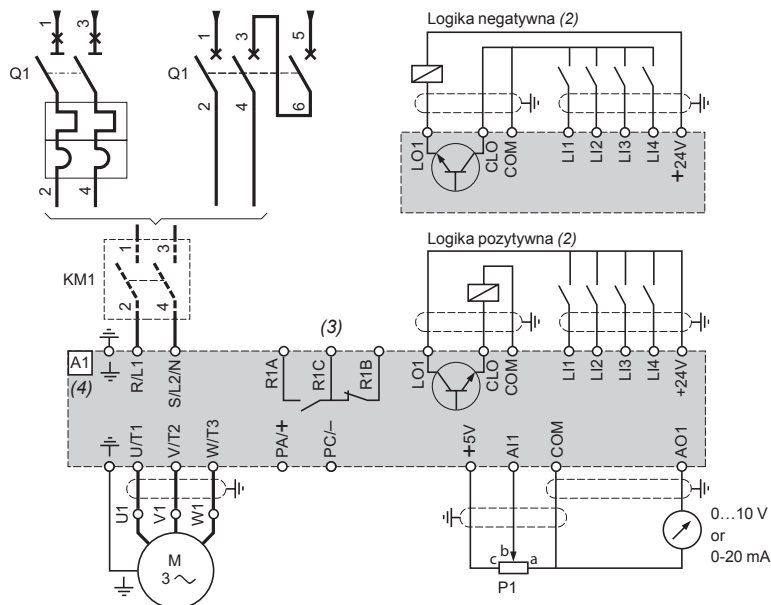 1 3
Q1
2 4
1 3 5
Q1
2 4 6
Logika negatywna (2)
LO1 CLO COM LI1 LI2 LI3 LI4 +24V
KM1
1 3
2 4
Logika pozytywna (2)
(3)
A1
(4)
R/L1 S/L2/N R1A R1C R1B LO1 CLO COM LI1 LI2 LI3 LI4 +24V
U/T1 V/T2 W/T3 PA/+ PC/– +5V AI1 COM AO1
U1 V1 W1
M
3
c b a
P1
0...10 V
or
0-20 mA